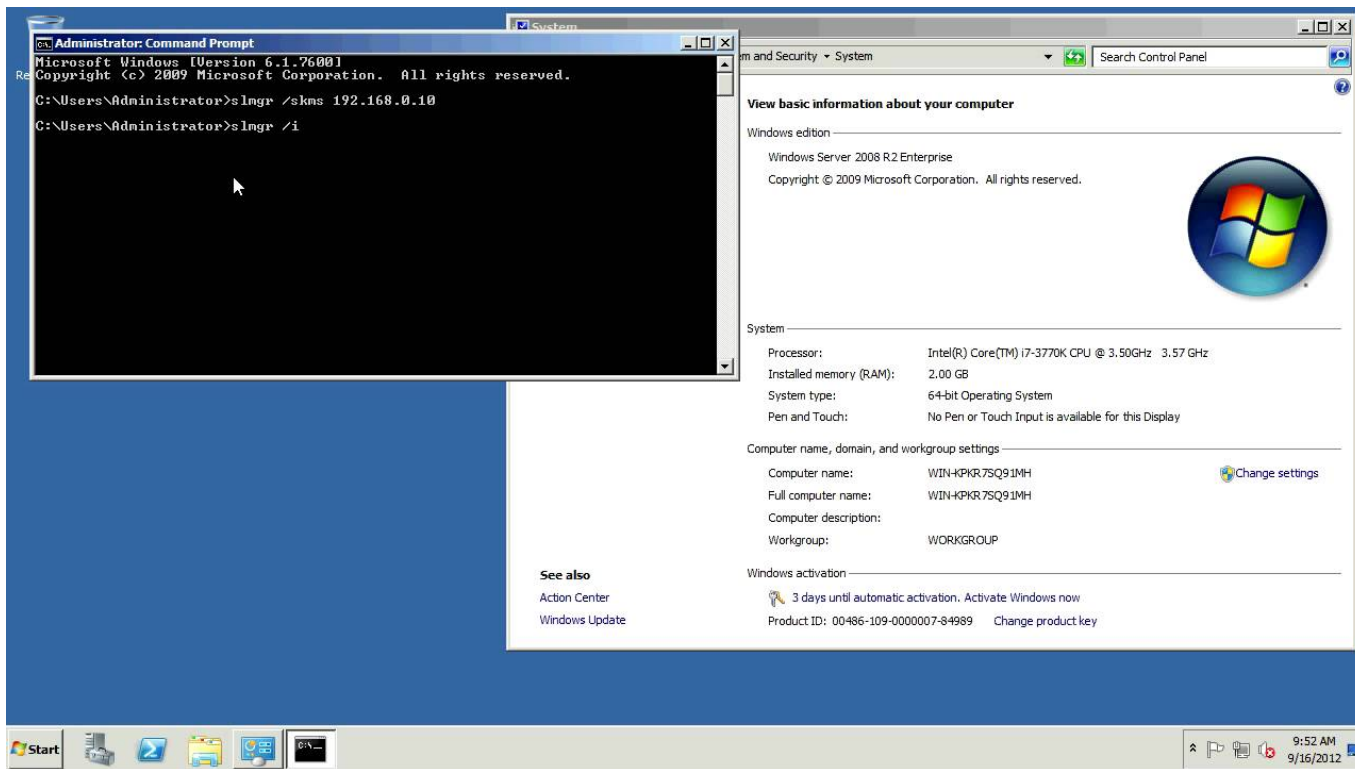 System
Administrator: Command Prompt
Microsoft Windows [Version 6.1.7600]
Copyright (c) 2009 Microsoft Corporation.  All rights reserved.
C:\Users\Administrator>slmgr /skms 192.168.0.10
C:\Users\Administrator>slmgr /i
Re
em and Security System
Search Control Panel
View basic information about your computer
Windows edition
Windows Server 2008 R2 Enterprise
Copyright © 2009 Microsoft Corporation. All rights reserved.
System
Processor: Intel(R) Core(TM) i7-3770K CPU @ 3.50GHz 3.57 GHz
Installed memory (RAM): 2.00 GB
System type: 64-bit Operating System
Pen and Touch: No Pen or Touch Input is available for this Display
Computer name, domain, and workgroup settings
Computer name: WIN-KPKR7SQ91MH
Change settings
Full computer name: WIN-KPKR7SQ91MH
Computer description:
Workgroup: WORKGROUP
See also
Action Center
Windows Update
Windows activation
3 days until automatic activation. Activate Windows now
Product ID: 00486-109-0000007-84989 Change product key
Start
9:52 AM
9/16/2012